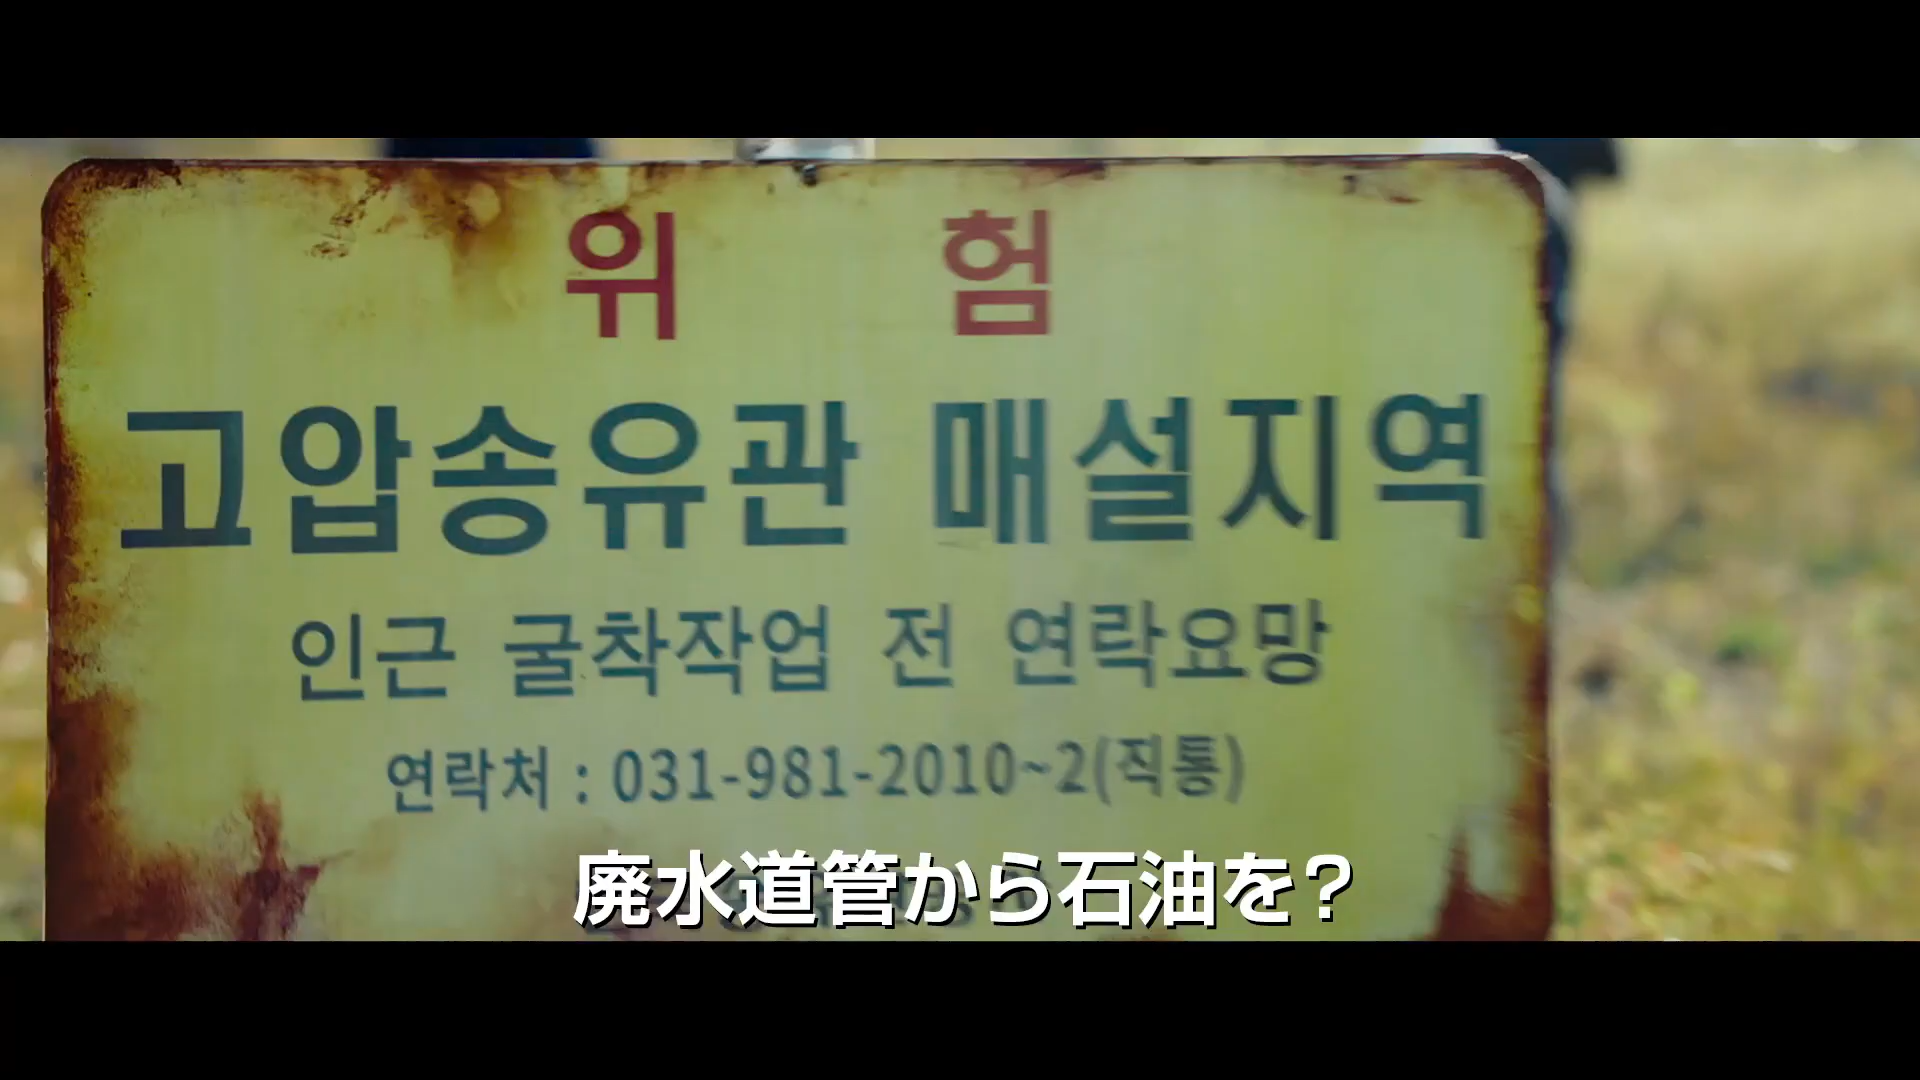 위 험
고압송유관 매설지역
인근 굴착작업 전 연락요망
연락처 : 031-981-2010~2(직통)
廃水道管から石油を?